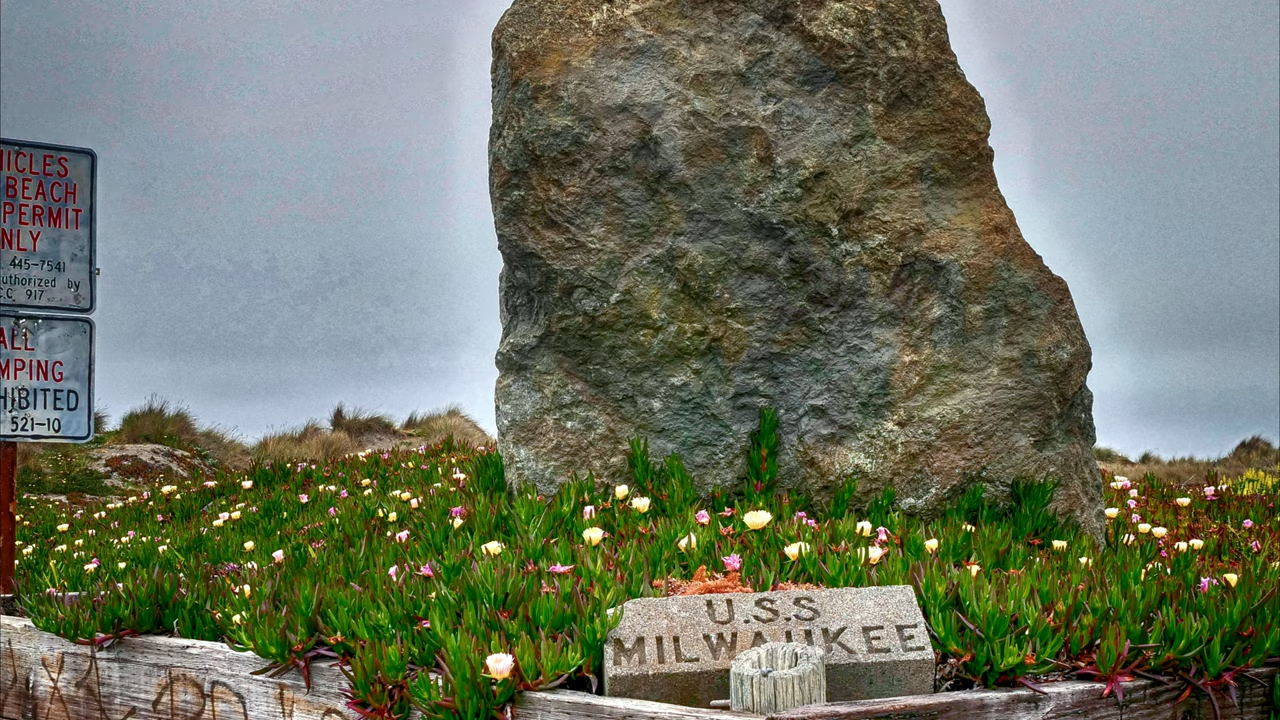 HICLES
BEACH
PERMIT
NLY
. 445-7541
uthorized by
C.C. 917
ALL
MPING
HIBITED
521-10
U.S.S
MILWAUKEE